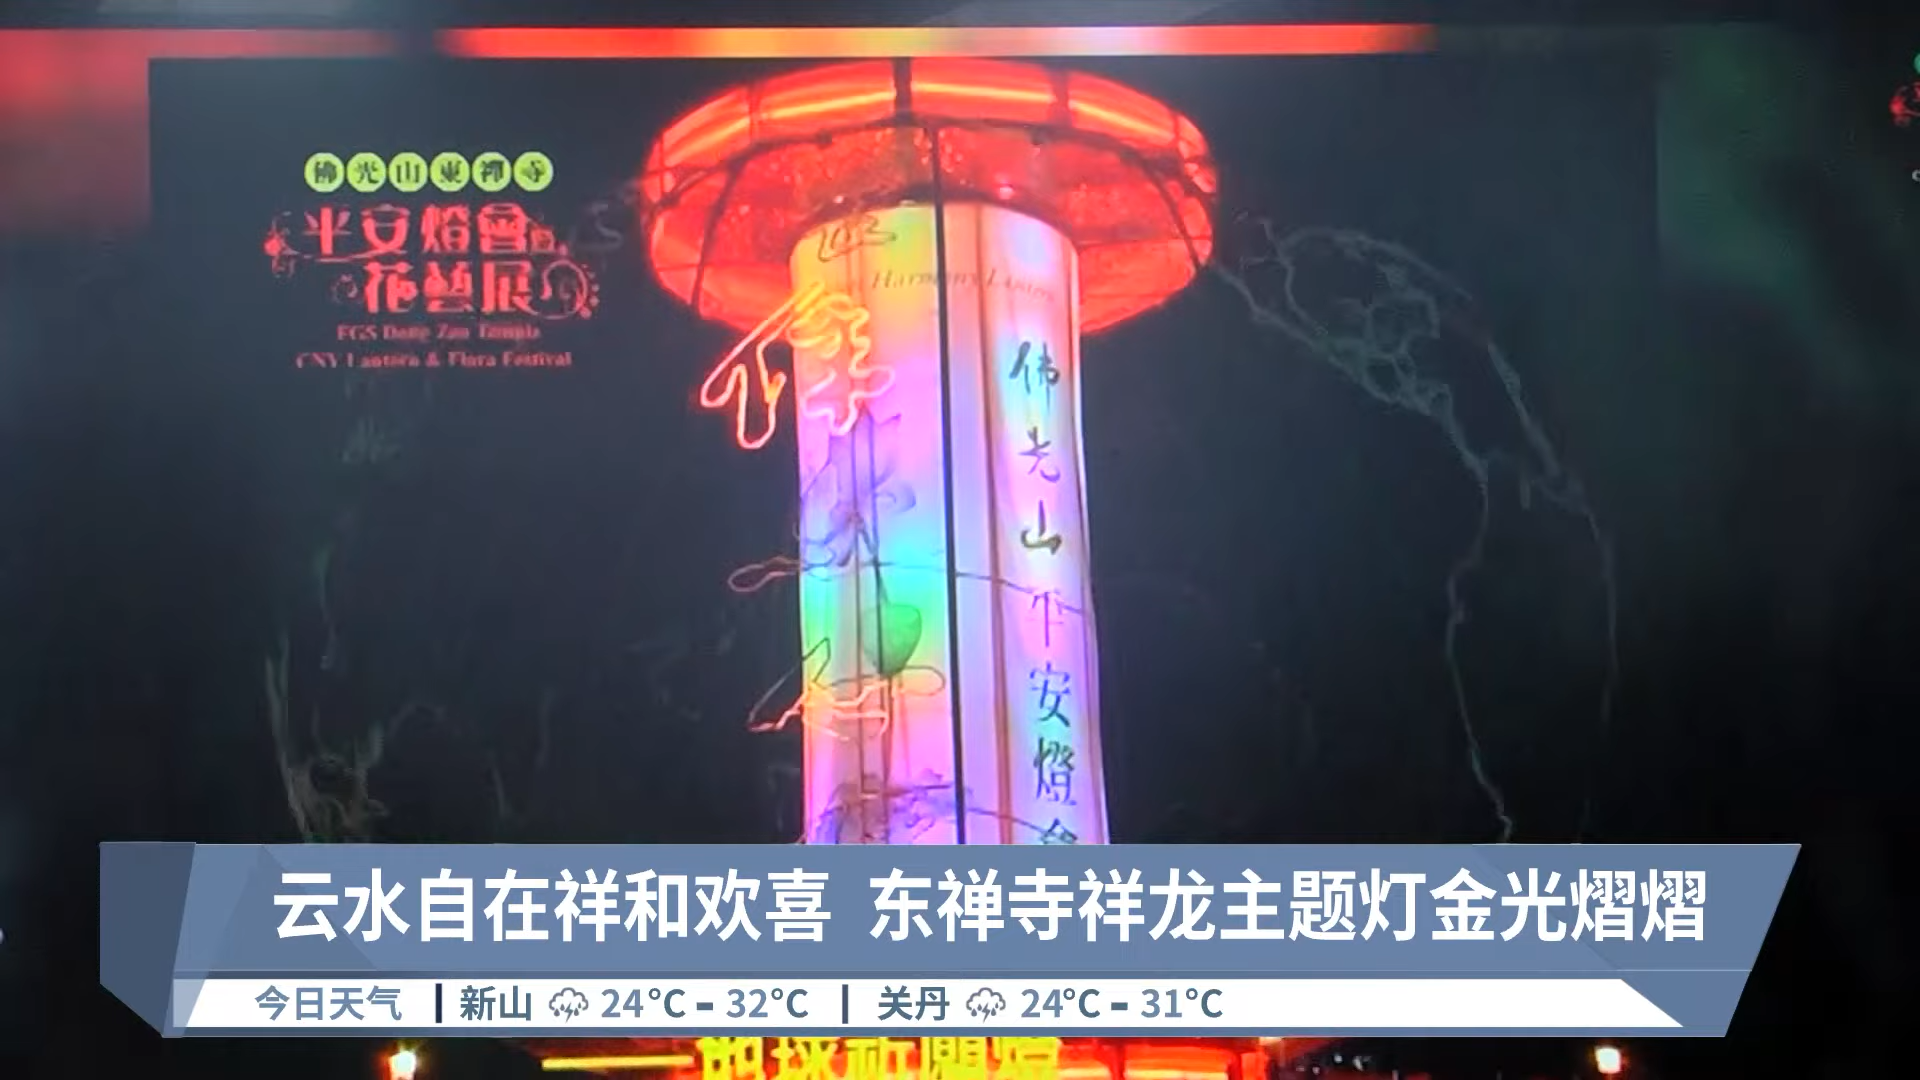 佛光山東禪寺
平安燈會
花藝展
FGS Dong Zen Temple
CNY Lantern & Flora Festival
Harmony Lantern
佛光山平安燈會
云水自在祥和欢喜 东禅寺祥龙主题灯金光熠熠
今日天气 | 新山 24°C - 32°C | 关丹 24°C - 31°C